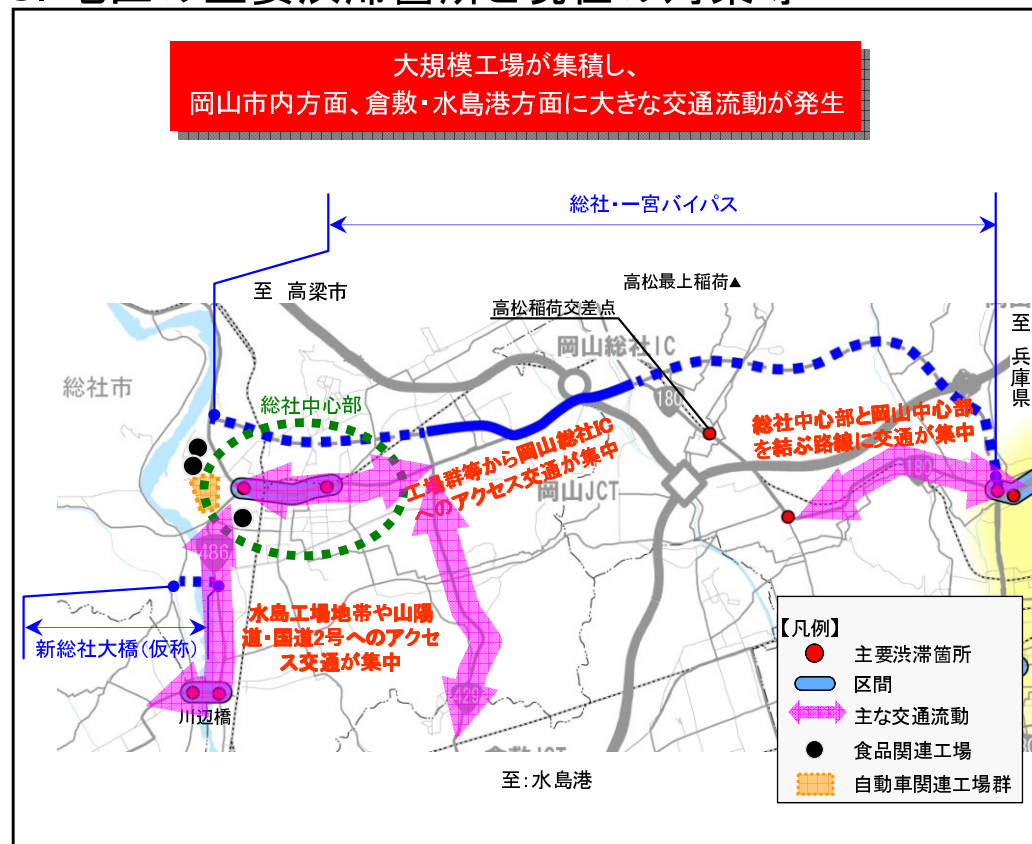 大規模工場が集積し、
岡山市内方面、倉敷・水島港方面に大きな交通流動が発生
総社・一宮バイパス
至 高梁市
高松最上稲荷▲
高松稲荷交差点
至 兵庫県
岡山総社IC
総社市
総社中心部
180
総社中心部と岡山中心部
を結ぶ路線に交通が集中
工場群等から岡山総社IC
へのアクセス交通が集中
180
岡山JCT
486
水島工場地帯や山陽
道・国道2号へのアクセ
ス交通が集中
新総社大橋(仮称)
川辺橋
429
倉敷JCT
至:水島港
【凡例】
主要渋滞箇所
区間
主な交通流動
食品関連工場
自動車関連工場群